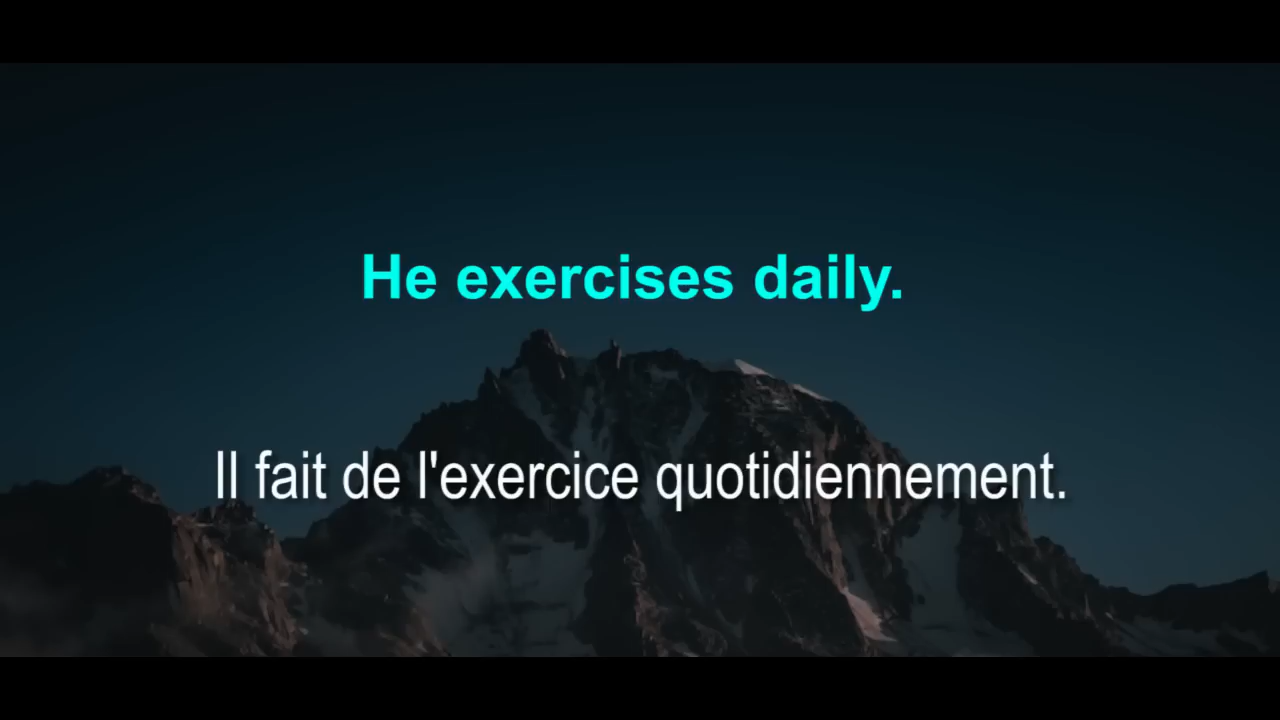 He exercises daily.
Il fait de l'exercice quotidiennement.